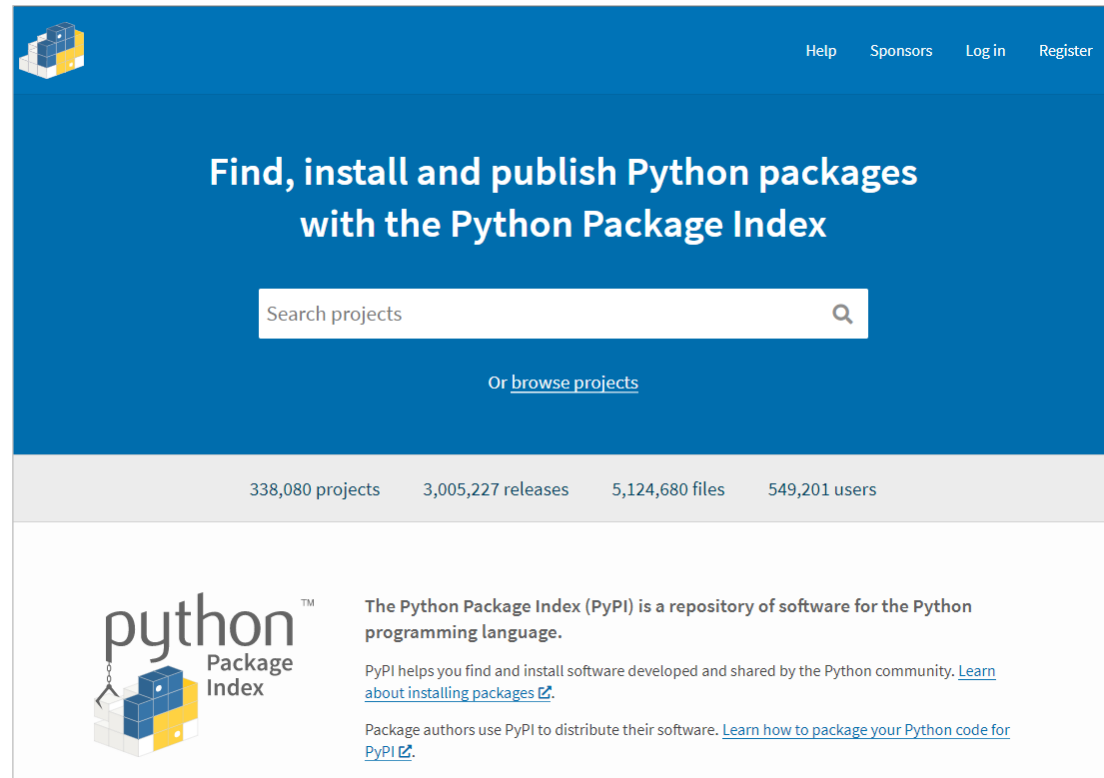 Help Sponsors Log in Register
Find, install and publish Python packages
with the Python Package Index
Search projects
Or browse projects
338,080 projects 3,005,227 releases 5,124,680 files 549,201 users
python™
Package
Index
The Python Package Index (PyPI) is a repository of software for the Python
programming language.
PyPI helps you find and install software developed and shared by the Python community. Learn
about installing packages.
Package authors use PyPI to distribute their software. Learn how to package your Python code for
PyPI.